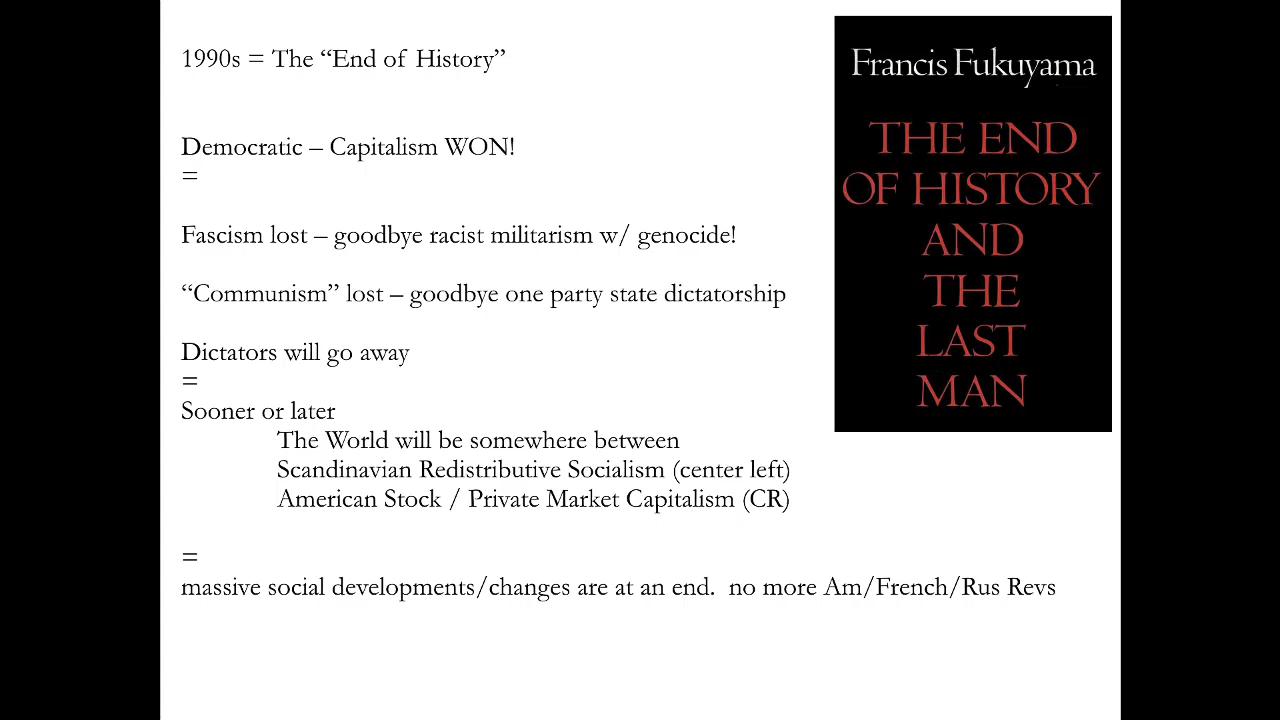 1990s = The “End of History”
Democratic – Capitalism WON!
=
Fascism lost – goodbye racist militarism w/ genocide!
“Communism” lost – goodbye one party state dictatorship
Dictators will go away
=
Sooner or later
The World will be somewhere between
Scandinavian Redistributive Socialism (center left)
American Stock / Private Market Capitalism (CR)
=
massive social developments/changes are at an end.  no more Am/French/Rus Revs
Francis Fukuyama
THE END
OF HISTORY
AND
THE
LAST
MAN